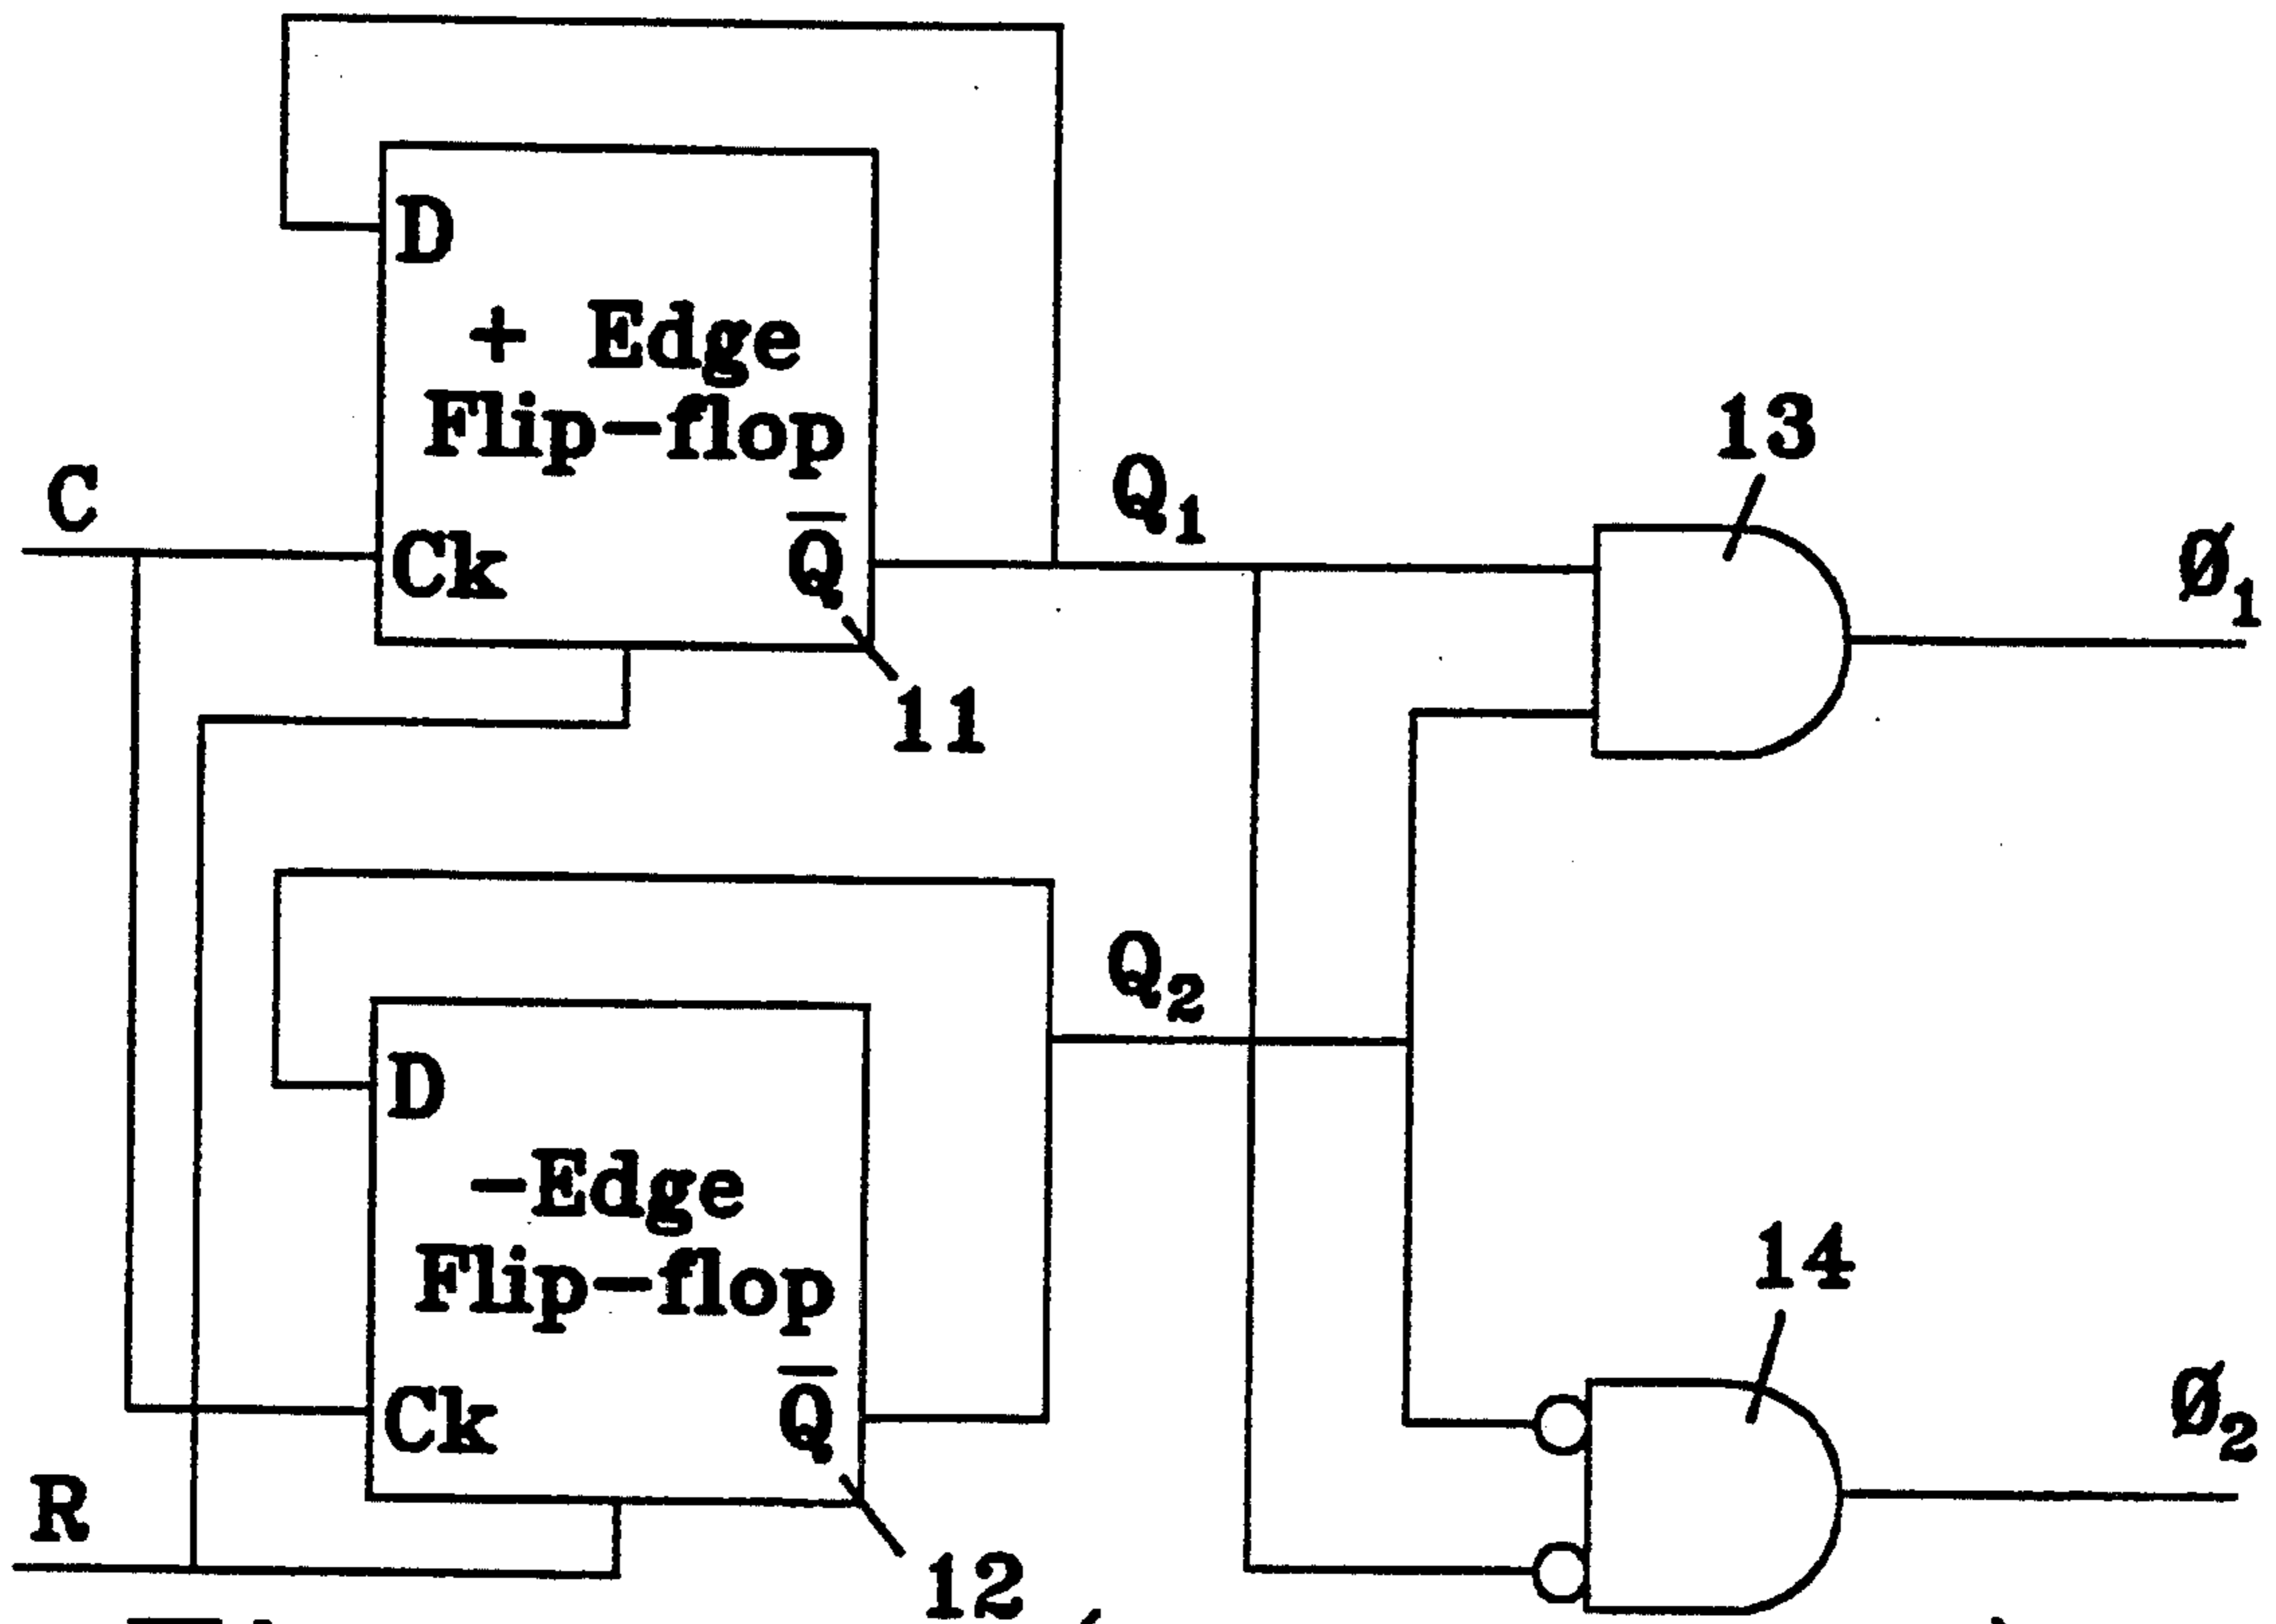 D
+ Edge
Flip-flop
C
Ck
Q̅
Q₁
11
13
Ø₁
D
-Edge
Flip-flop
Q₂
Ck
Q̅
R
12
14
Ø₂